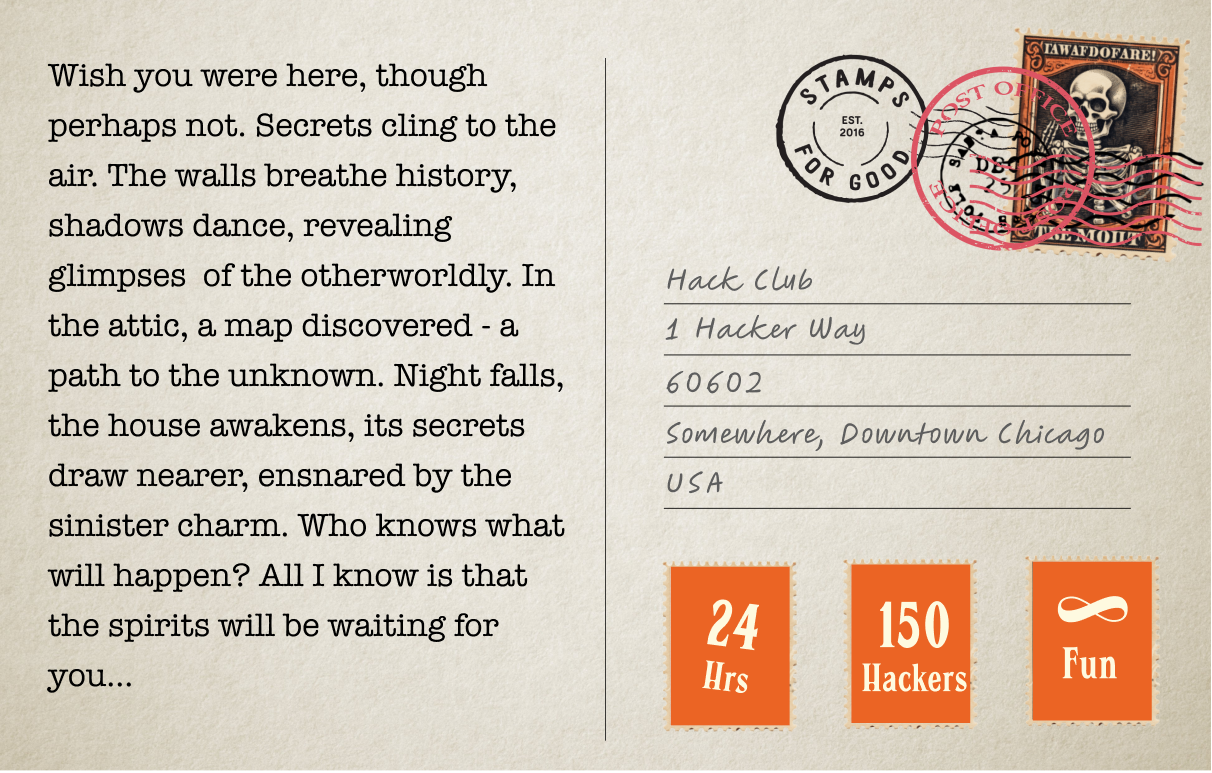 Wish you were here, though
perhaps not. Secrets cling to the
air. The walls breathe history,
shadows dance, revealing
glimpses  of the otherworldly. In
the attic, a map discovered - a
path to the unknown. Night falls,
the house awakens, its secrets
draw nearer, ensnared by the
sinister charm. Who knows what
will happen? All I know is that
the spirits will be waiting for
you...
STAMPS
EST.
2016
FOR GOOD
POST OFFICE
IAWAFDOFARE!
Hack Club
1 Hacker Way
60602
Somewhere, Downtown Chicago
USA
24
Hrs
150
Hackers
∞
Fun